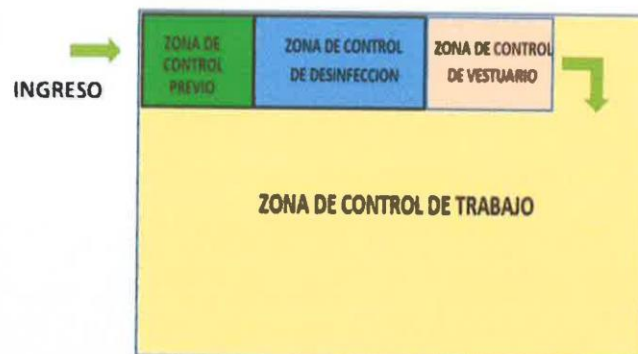 INGRESO
ZONA DE
CONTROL
PREVIO
ZONA DE CONTROL
DE DESINFECCION
ZONA DE CONTROL
DE VESTUARIO
ZONA DE CONTROL DE TRABAJO